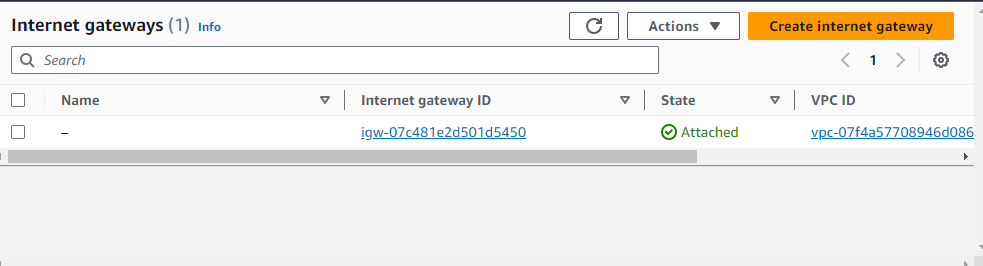 Internet gateways (1) Info
Actions
Create internet gateway
Search
1
Name Internet gateway ID State VPC ID
– igw-07c481e2d501d5450 Attached vpc-07f4a57708946d086